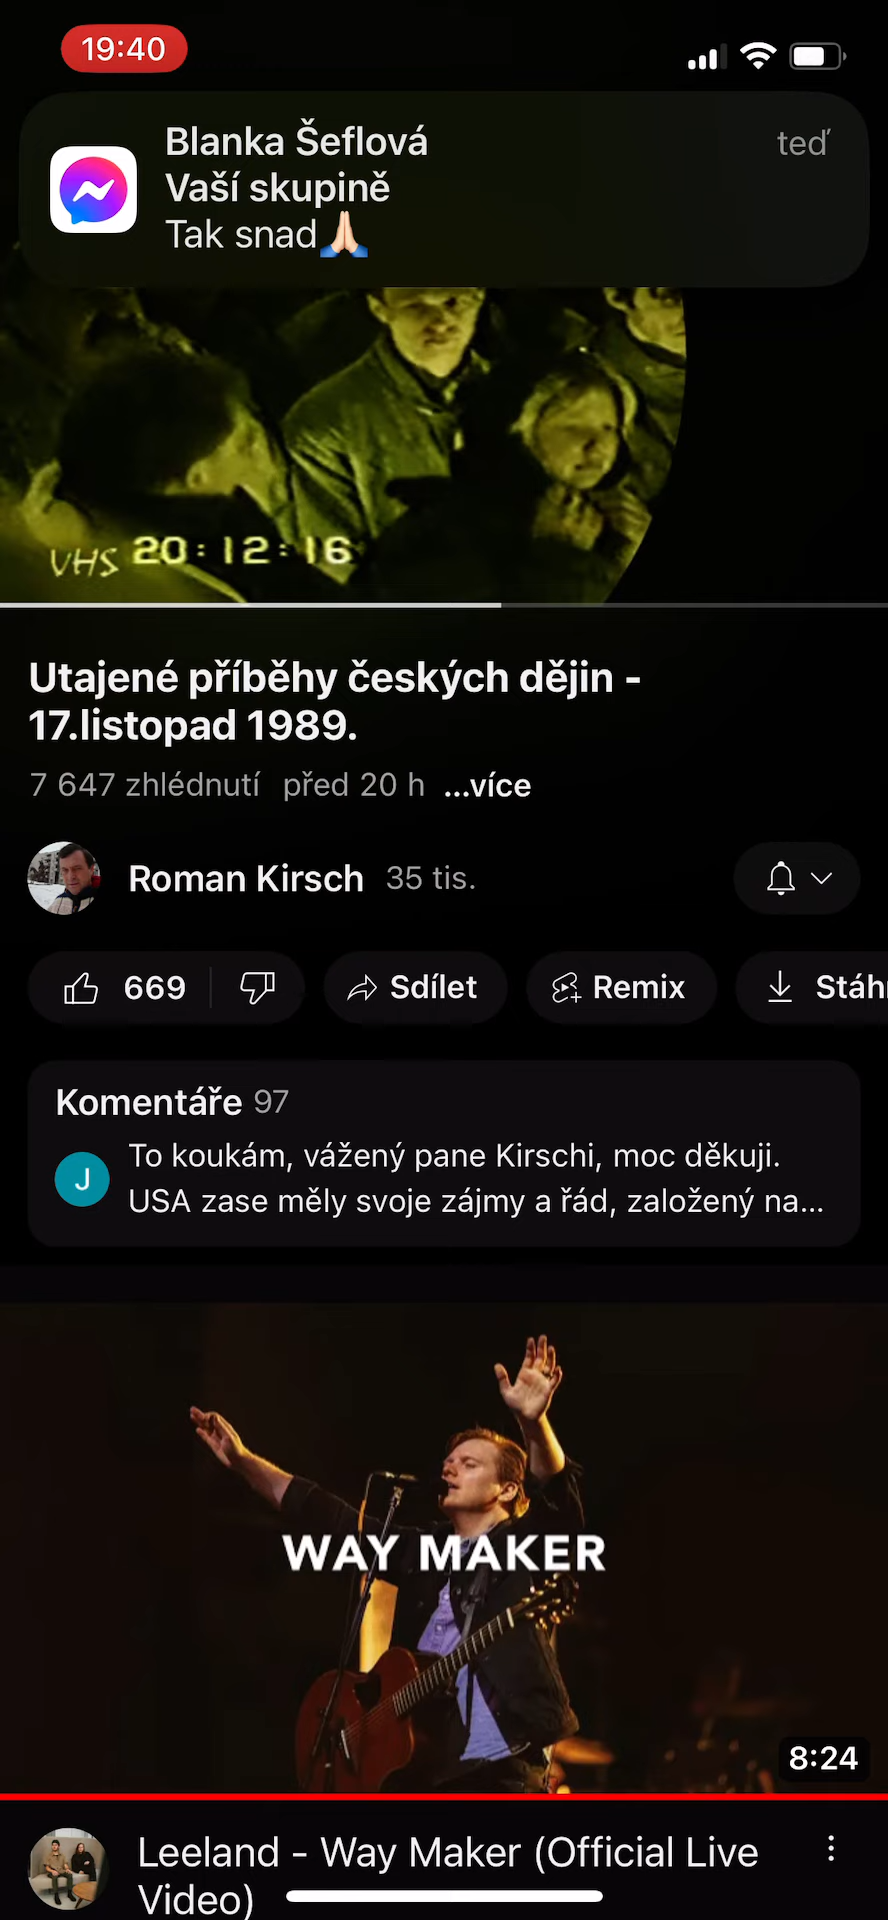 19:40
Blanka Šeflová
teď
Vaší skupině
Tak snad🙏🏻
VHS 20:12:16
Utajené příběhy českých dějin -
17.listopad 1989.
7 647 zhlédnutí před 20 h ...více
Roman Kirsch 35 tis.
669
Sdílet
Remix
Stáh
Komentáře 97
J
To koukám, vážený pane Kirschi, moc děkuji.
USA zase měly svoje zájmy a řád, založený na...
WAY MAKER
8:24
Leeland - Way Maker (Official Live
Video)